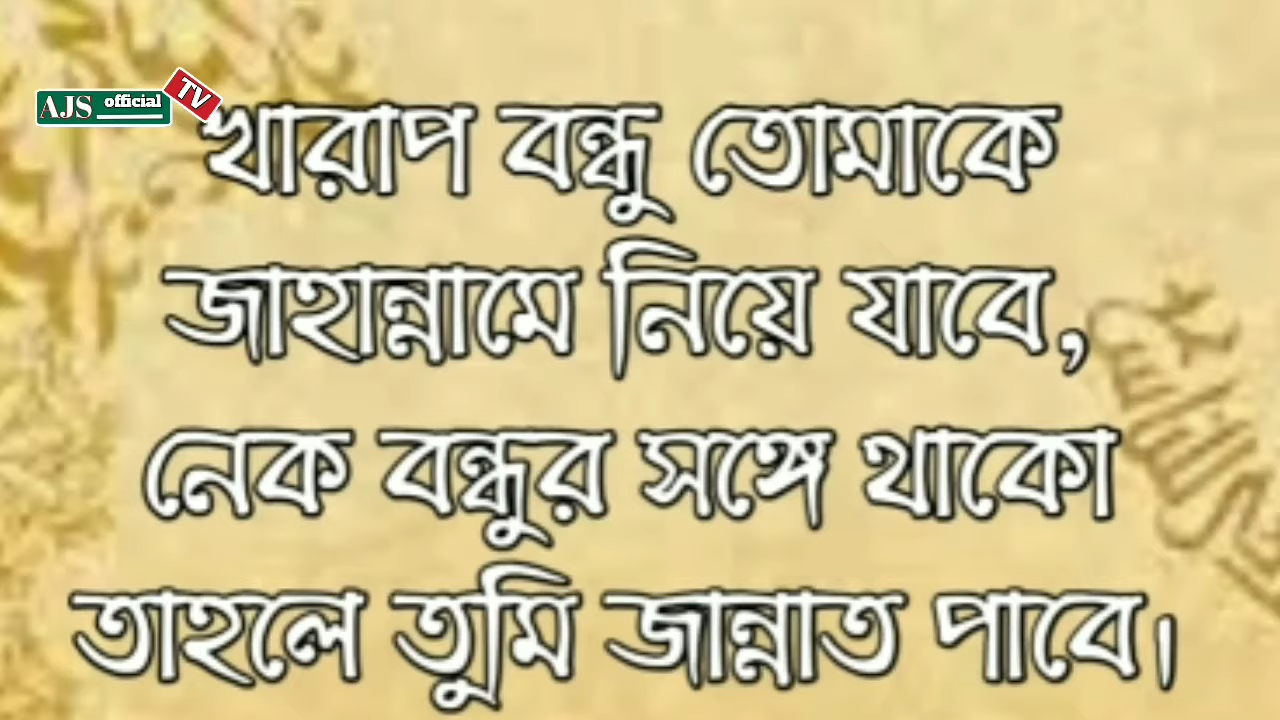 AJS official TV
খারাপ বন্ধু তোমাকে
জাহান্নামে নিয়ে যাবে,
নেক বন্ধুর সঙ্গে থাকো
তাহলে তুমি জান্নাত পাবে।